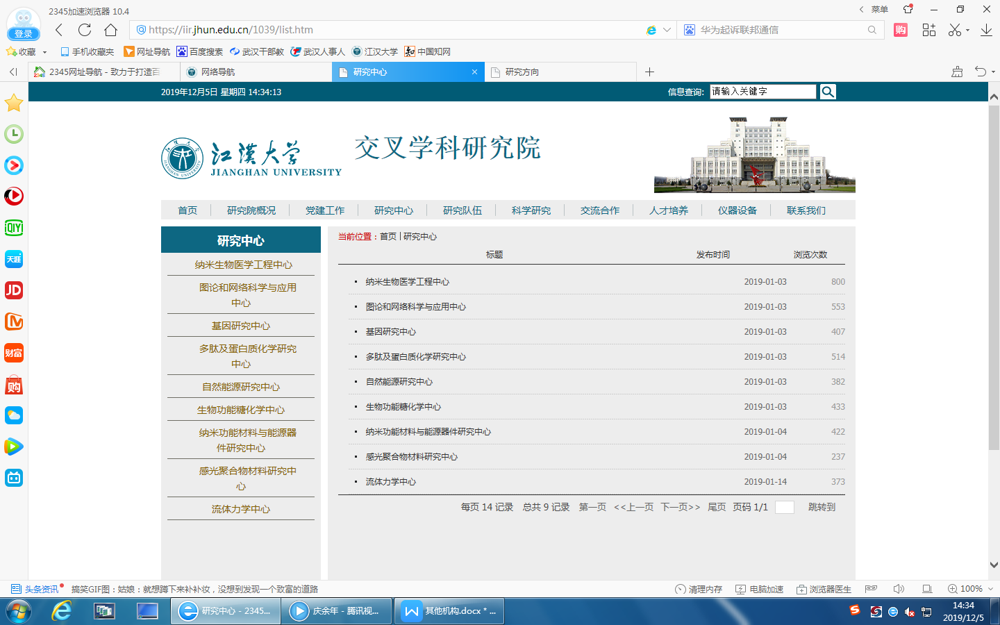 2345加速浏览器 10.4
菜单
登录
https://iir.jhun.edu.cn/1039/list.htm
华为起诉联邦通信
购
收藏
手机收藏夹
网址导航
百度搜索
武汉干部教
武汉人事人
江汉大学
中国知网
2345网址导航 - 致力于打造百
网络导航
研究中心
研究方向
2019年12月5日 星期四 14:34:13
信息查询:
请输入关键字
江漢大学
JIANGHAN UNIVERSITY
交叉学科研究院
首页
研究院概况
党建工作
研究中心
研究队伍
科学研究
交流合作
人才培养
仪器设备
联系我们
研究中心
纳米生物医学工程中心
图论和网络科学与应用
中心
基因研究中心
多肽及蛋白质化学研究
中心
自然能源研究中心
生物功能糖化学中心
纳米功能材料与能源器
件研究中心
感光聚合物材料研究中
心
流体力学中心
当前位置：首页 | 研究中心
标题 发布时间 浏览次数
纳米生物医学工程中心 2019-01-03 800
图论和网络科学与应用中心 2019-01-03 553
基因研究中心 2019-01-03 407
多肽及蛋白质化学研究中心 2019-01-03 514
自然能源研究中心 2019-01-03 382
生物功能糖化学中心 2019-01-03 433
纳米功能材料与能源器件研究中心 2019-01-04 422
感光聚合物材料研究中心 2019-01-04 237
流体力学中心 2019-01-14 373
每页 14 记录 总共 9 记录 第一页 <<上一页 下一页>> 尾页 页码 1/1 跳转到
iQIYI
天涯
JD
财富
购
头条资讯
搞笑GIF图：姑娘：就想蹲下来补补妆，没想到发现一个致富的道路
清理内存
电脑加速
浏览器医生
100%
研究中心 - 2345...
庆余年 - 腾讯视...
其他机构.docx * ...
14:34
2019/12/5